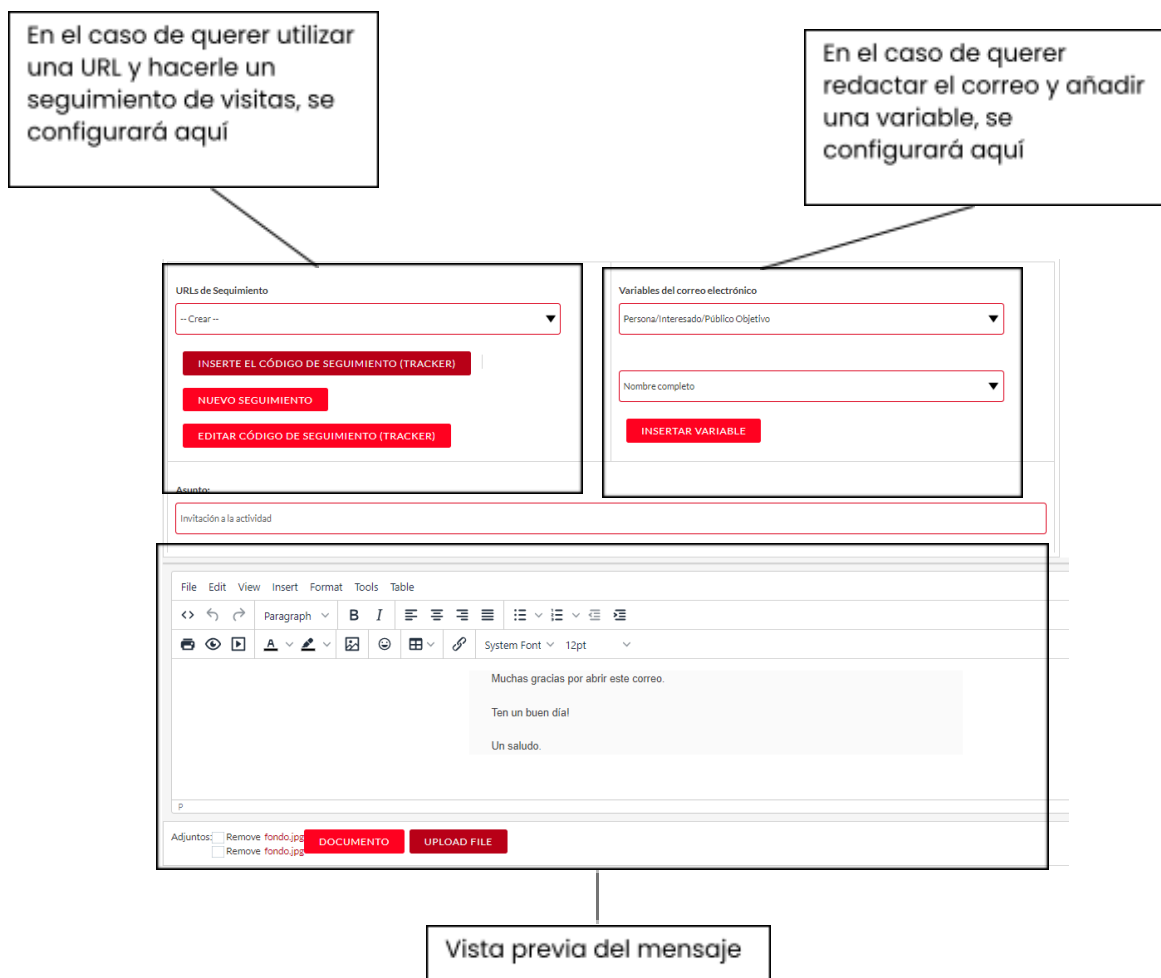 En el caso de querer utilizar
una URL y hacerle un
seguimiento de visitas, se
configurará aquí
En el caso de querer
redactar el correo y añadir
una variable, se
configurará aquí
URLs de Sequimiento
Variables del correo electrónico
-- Crear --
Persona/Interesado/Público Objetivo
INSERTE EL CÓDIGO DE SEGUIMIENTO (TRACKER)
Nombre completo
NUEVO SEGUIMIENTO
EDITAR CÓDIGO DE SEGUIMIENTO (TRACKER)
INSERTAR VARIABLE
Asunto:
Invitación a la actividad
File Edit View Insert Format Tools Table
Paragraph B I
A System Font 12pt
Muchas gracias por abrir este correo.
Ten un buen día!
Un saludo.
P
Adjuntos: Remove fondo.jpg DOCUMENTO UPLOAD FILE
Remove fondo.jpg
Vista previa del mensaje